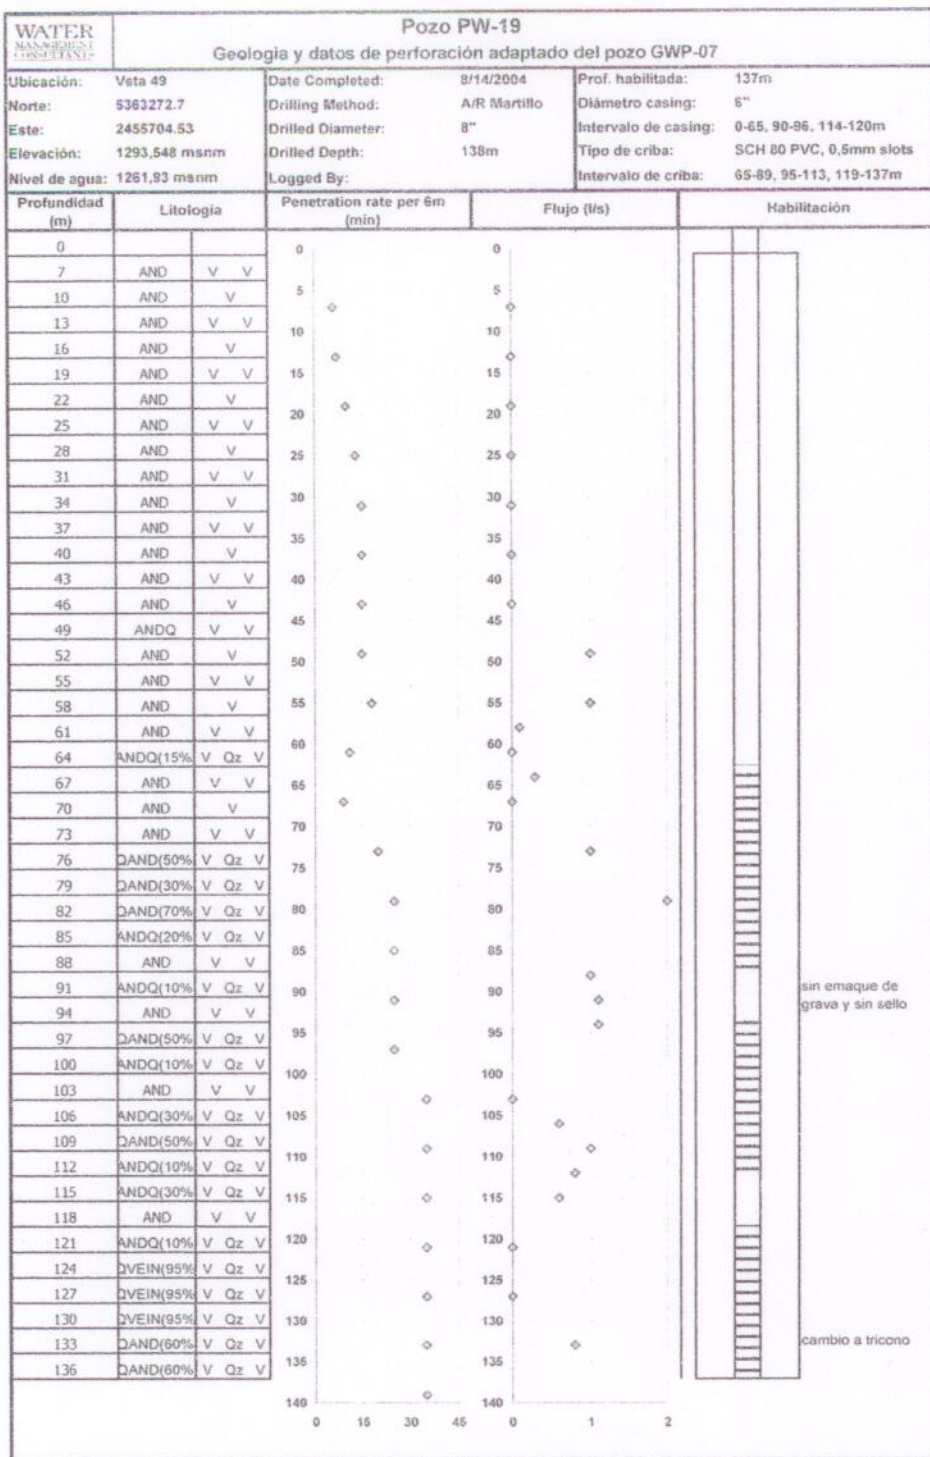 WATER
MANAGEMENT
CONSULTANTS
Pozo PW-19
Geologia y datos de perforación adaptado del pozo GWP-07
Ubicación: Veta 49 Date Completed: 8/14/2004 Prof. habilitada: 137m
Norte: 5363272.7 Drilling Method: A/R Martillo Diámetro casing: 6"
Este: 2455704.53 Drilled Diameter: 8" Intervalo de casing: 0-65, 90-96, 114-120m
Elevación: 1293,548 msnm Drilled Depth: 138m Tipo de criba: SCH 80 PVC, 0,5mm slots
Nivel de agua: 1261,93 msnm Logged By: Intervalo de criba: 65-89, 95-113, 119-137m
Profundidad (m) Litología Penetration rate per 6m (min) Flujo (l/s) Habilitación
0
7 AND V V
10 AND V
13 AND V V
16 AND V
19 AND V V
22 AND V
25 AND V V
28 AND V
31 AND V V
34 AND V
37 AND V V
40 AND V
43 AND V V
46 AND V
49 ANDQ V V
52 AND V
55 AND V V
58 AND V
61 AND V V
64 ANDQ(15% V Qz V
67 AND V V
70 AND V
73 AND V V
76 QAND(50% V Qz V
79 QAND(30% V Qz V
82 QAND(70% V Qz V
85 ANDQ(20% V Qz V
88 AND V V
91 ANDQ(10% V Qz V
94 AND V V
97 QAND(50% V Qz V
100 ANDQ(10% V Qz V
103 AND V V
106 ANDQ(30% V Qz V
109 QAND(50% V Qz V
112 ANDQ(10% V Qz V
115 ANDQ(30% V Qz V
118 AND V V
121 ANDQ(10% V Qz V
124 QVEIN(95% V Qz V
127 QVEIN(95% V Qz V
130 QVEIN(95% V Qz V
133 QAND(60% V Qz V
136 QAND(60% V Qz V
0
5
10
15
20
25
30
35
40
45
50
55
60
65
70
75
80
85
90
95
100
105
110
115
120
125
130
135
140
0 15 30 45
0
5
10
15
20
25
30
35
40
45
50
55
60
65
70
75
80
85
90
95
100
105
110
115
120
125
130
135
140
0 1 2
sin emaque de
grava y sin sello
cambio a tricono